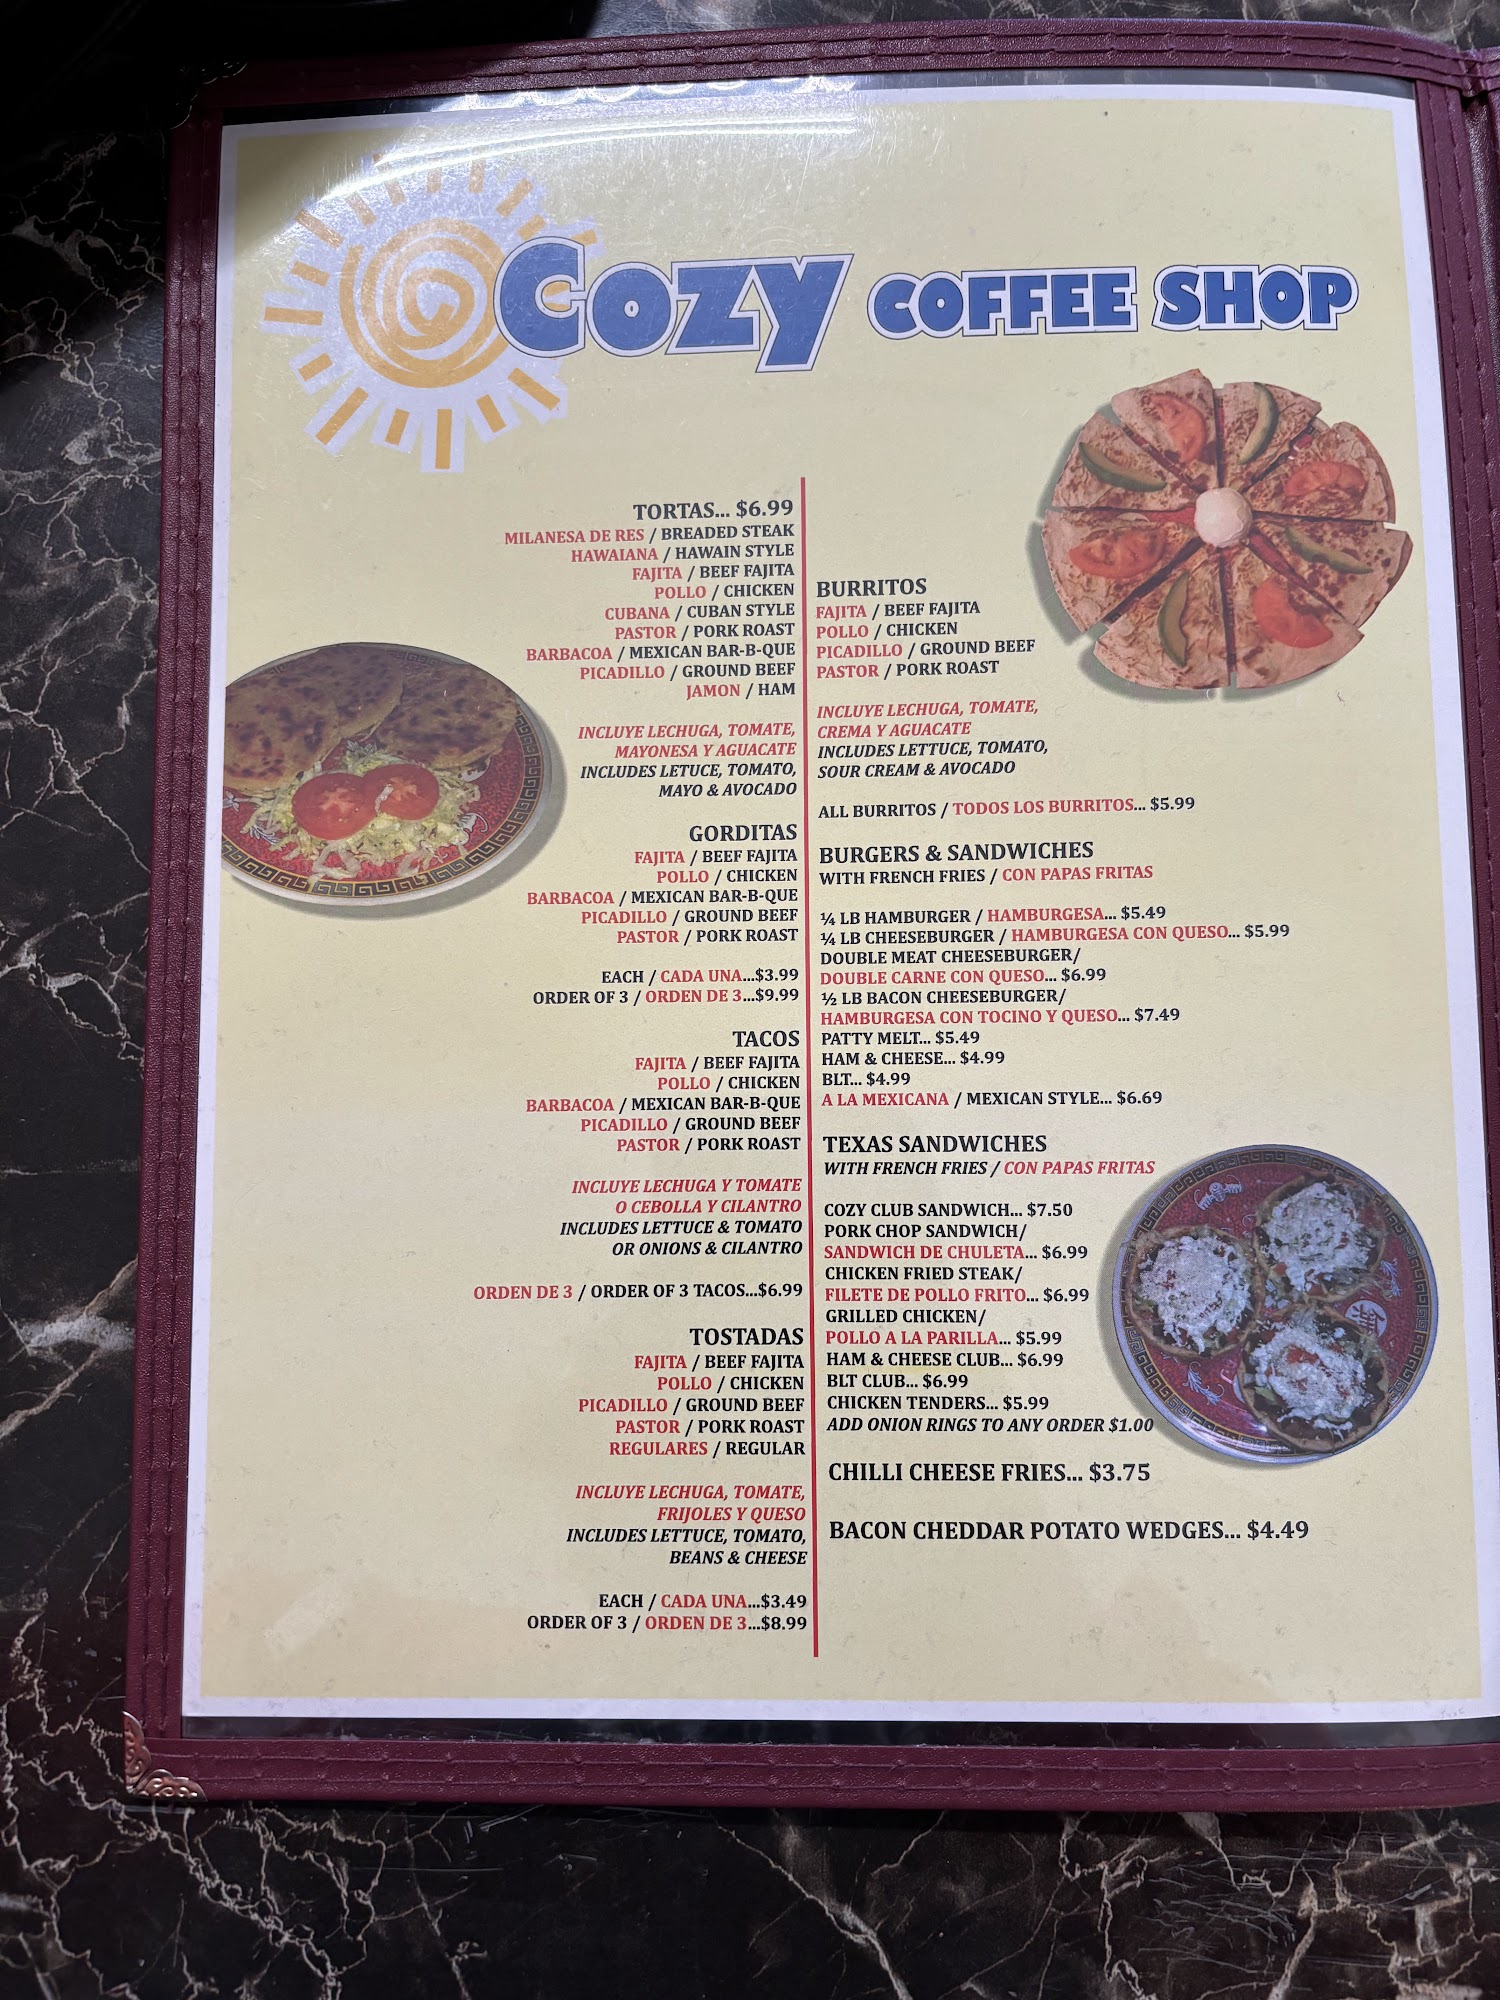 COZY COFFEE SHOP
TORTAS... $6.99
MILANESA DE RES / BREADED STEAK
HAWAIANA / HAWAIN STYLE
FAJITA / BEEF FAJITA
POLLO / CHICKEN
CUBANA / CUBAN STYLE
PASTOR / PORK ROAST
BARBACOA / MEXICAN BAR-B-QUE
PICADILLO / GROUND BEEF
JAMON / HAM
INCLUYE LECHUGA, TOMATE,
MAYONESA Y AGUACATE
INCLUDES LETUCE, TOMATO,
MAYO & AVOCADO
GORDITAS
FAJITA / BEEF FAJITA
POLLO / CHICKEN
BARBACOA / MEXICAN BAR-B-QUE
PICADILLO / GROUND BEEF
PASTOR / PORK ROAST
EACH / CADA UNA...$3.99
ORDER OF 3 / ORDEN DE 3...$9.99
TACOS
FAJITA / BEEF FAJITA
POLLO / CHICKEN
BARBACOA / MEXICAN BAR-B-QUE
PICADILLO / GROUND BEEF
PASTOR / PORK ROAST
INCLUYE LECHUGA Y TOMATE
O CEBOLLA Y CILANTRO
INCLUDES LETTUCE & TOMATO
OR ONIONS & CILANTRO
ORDEN DE 3 / ORDER OF 3 TACOS...$6.99
TOSTADAS
FAJITA / BEEF FAJITA
POLLO / CHICKEN
PICADILLO / GROUND BEEF
PASTOR / PORK ROAST
REGULARES / REGULAR
INCLUYE LECHUGA, TOMATE,
FRIJOLES Y QUESO
INCLUDES LETTUCE, TOMATO,
BEANS & CHEESE
EACH / CADA UNA...$3.49
ORDER OF 3 / ORDEN DE 3...$8.99
BURRITOS
FAJITA / BEEF FAJITA
POLLO / CHICKEN
PICADILLO / GROUND BEEF
PASTOR / PORK ROAST
INCLUYE LECHUGA, TOMATE,
CREMA Y AGUACATE
INCLUDES LETTUCE, TOMATO,
SOUR CREAM & AVOCADO
ALL BURRITOS / TODOS LOS BURRITOS... $5.99
BURGERS & SANDWICHES
WITH FRENCH FRIES / CON PAPAS FRITAS
¼ LB HAMBURGER / HAMBURGESA... $5.49
¼ LB CHEESEBURGER / HAMBURGESA CON QUESO... $5.99
DOUBLE MEAT CHEESEBURGER/
DOUBLE CARNE CON QUESO... $6.99
½ LB BACON CHEESEBURGER/
HAMBURGESA CON TOCINO Y QUESO... $7.49
PATTY MELT... $5.49
HAM & CHEESE... $4.99
BLT... $4.99
A LA MEXICANA / MEXICAN STYLE... $6.69
TEXAS SANDWICHES
WITH FRENCH FRIES / CON PAPAS FRITAS
COZY CLUB SANDWICH... $7.50
PORK CHOP SANDWICH/
SANDWICH DE CHULETA... $6.99
CHICKEN FRIED STEAK/
FILETE DE POLLO FRITO... $6.99
GRILLED CHICKEN/
POLLO A LA PARILLA... $5.99
HAM & CHEESE CLUB... $6.99
BLT CLUB... $6.99
CHICKEN TENDERS... $5.99
ADD ONION RINGS TO ANY ORDER $1.00
CHILLI CHEESE FRIES... $3.75
BACON CHEDDAR POTATO WEDGES... $4.49